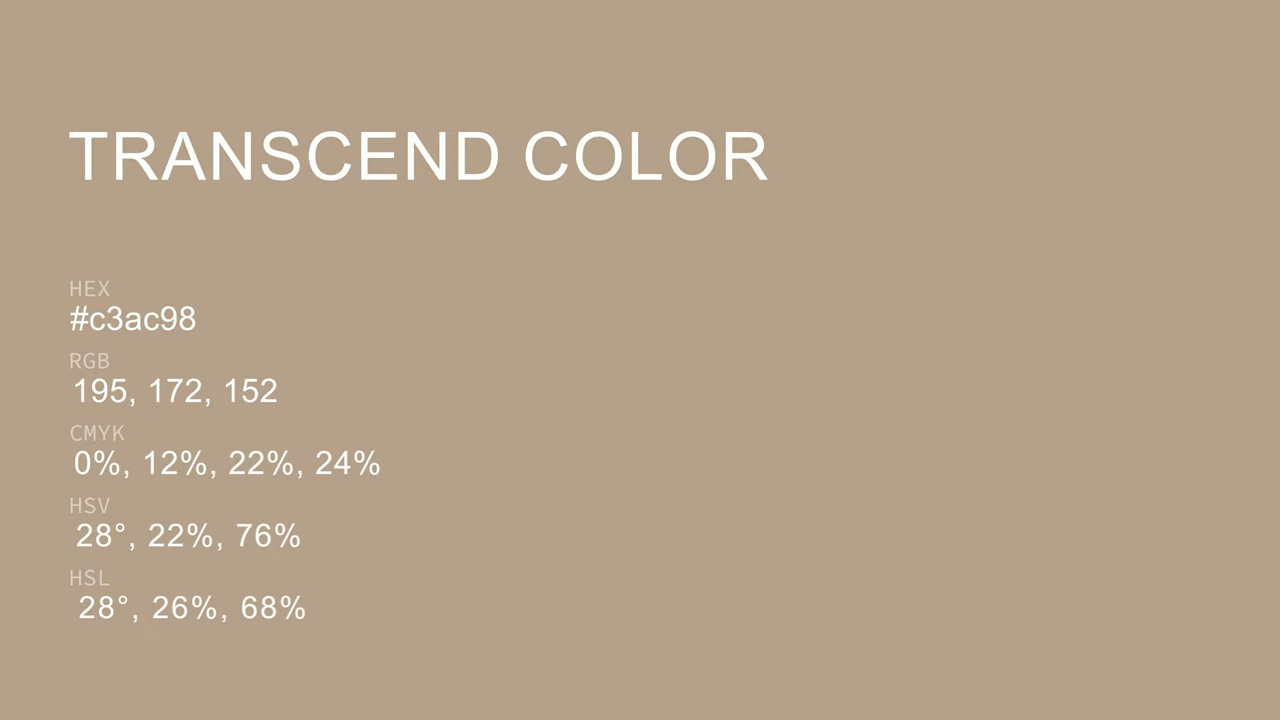 TRANSCEND COLOR
HEX
#c3ac98
RGB
195, 172, 152
CMYK
0%, 12%, 22%, 24%
HSV
28°, 22%, 76%
HSL
28°, 26%, 68%